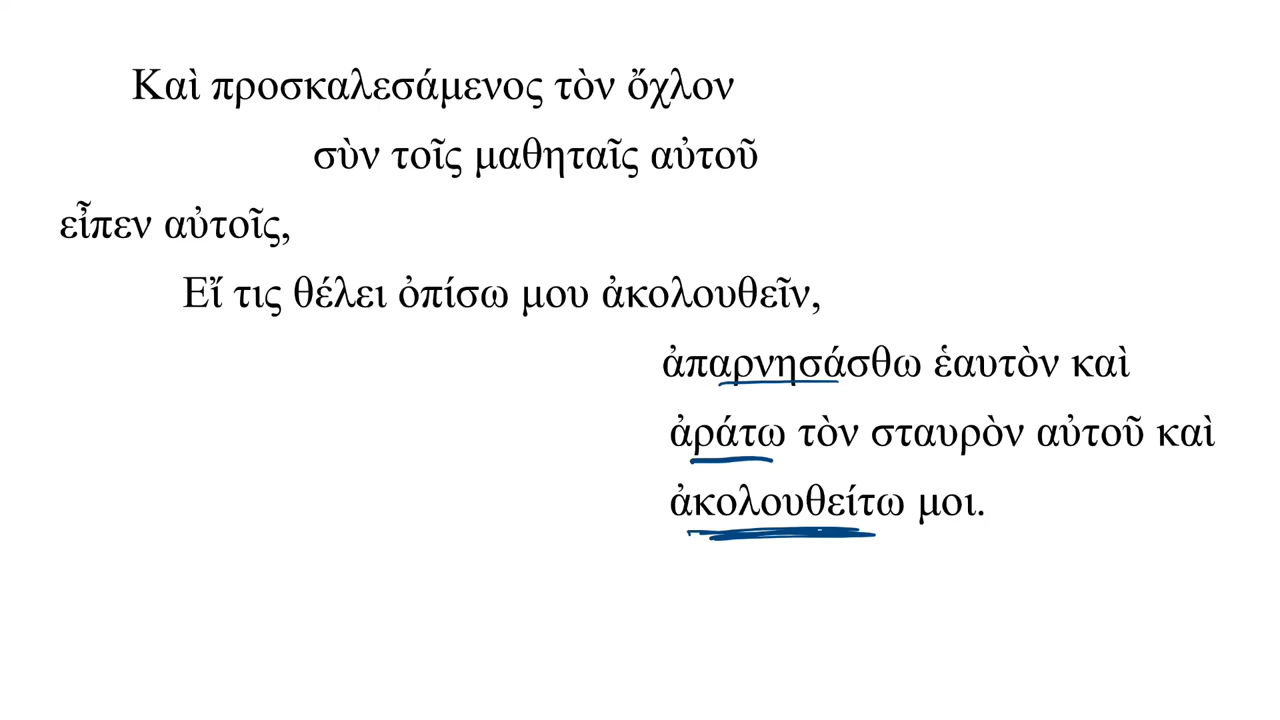 Καὶ προσκαλεσάμενος τὸν ὄχλον
σὺν τοῖς μαθηταῖς αὐτοῦ
εἶπεν αὐτοῖς,
Εἴ τις θέλει ὀπίσω μου ἀκολουθεῖν,
ἀπαρνησάσθω ἑαυτὸν καὶ
ἀράτω τὸν σταυρὸν αὐτοῦ καὶ
ἀκολουθείτω μοι.